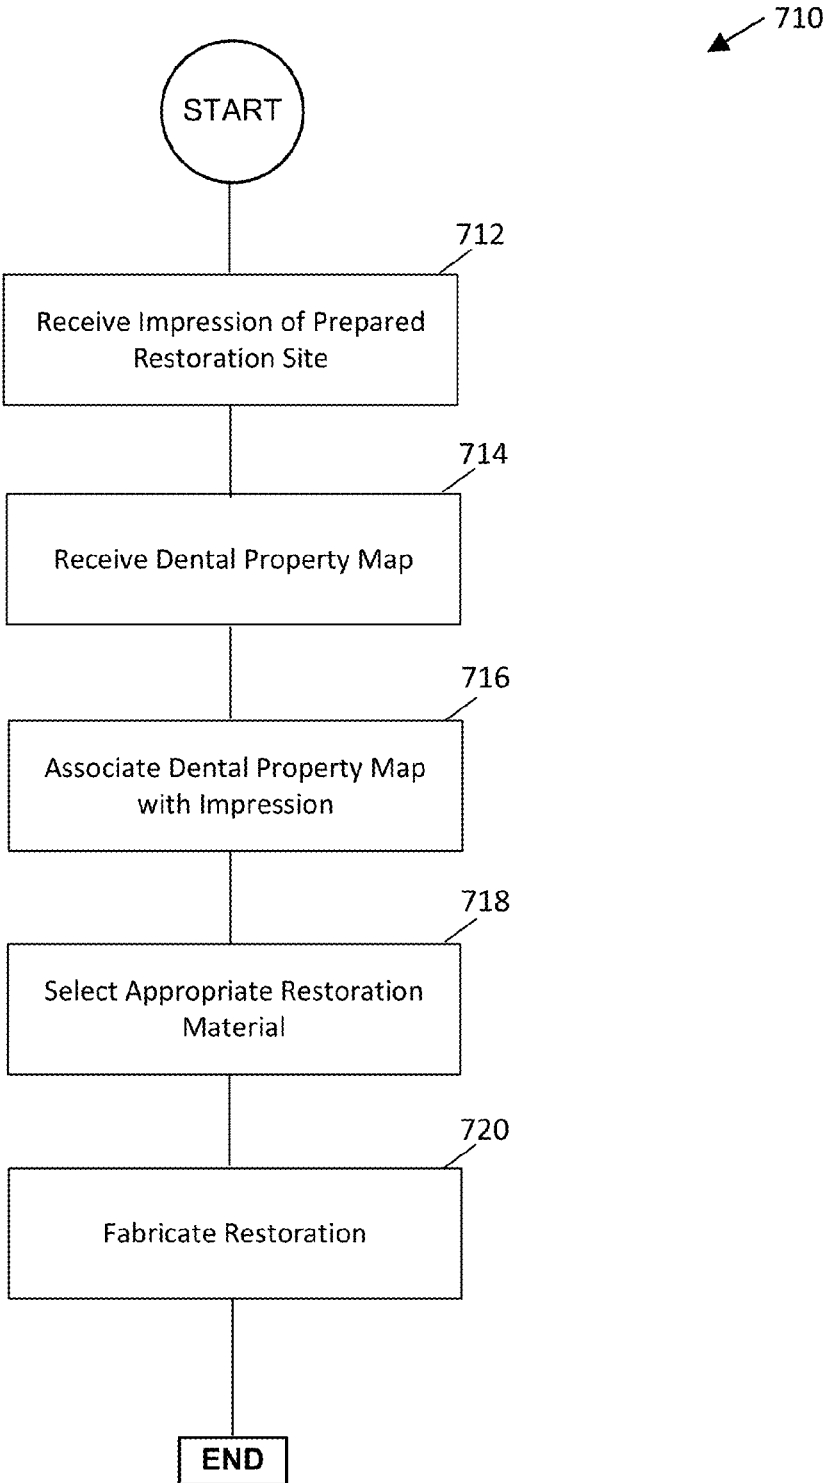 710
START
712
Receive Impression of Prepared
Restoration Site
714
Receive Dental Property Map
716
Associate Dental Property Map
with Impression
718
Select Appropriate Restoration
Material
720
Fabricate Restoration
END